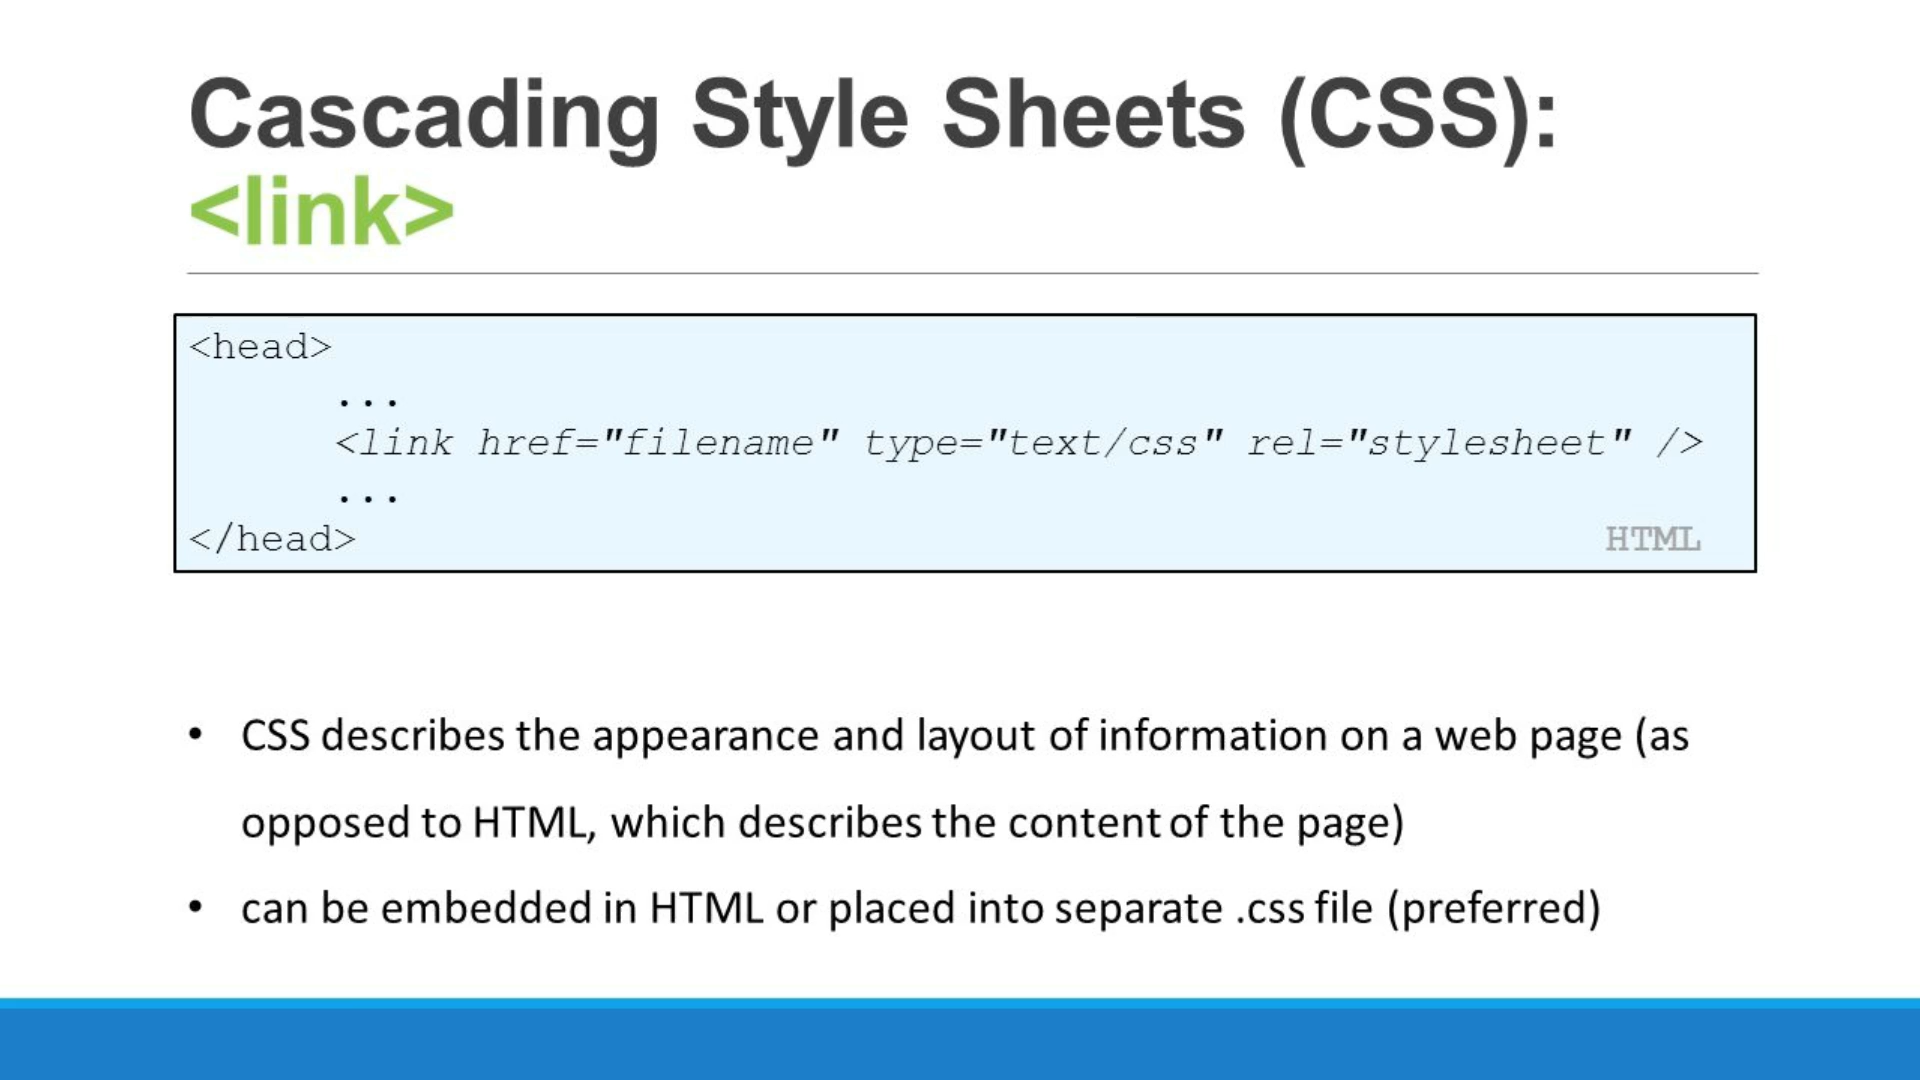 Cascading Style Sheets (CSS):
<link>
<head>
...
<link href="filename" type="text/css" rel="stylesheet" />
...
</head>
HTML
• CSS describes the appearance and layout of information on a web page (as
opposed to HTML, which describes the content of the page)
• can be embedded in HTML or placed into separate .css file (preferred)